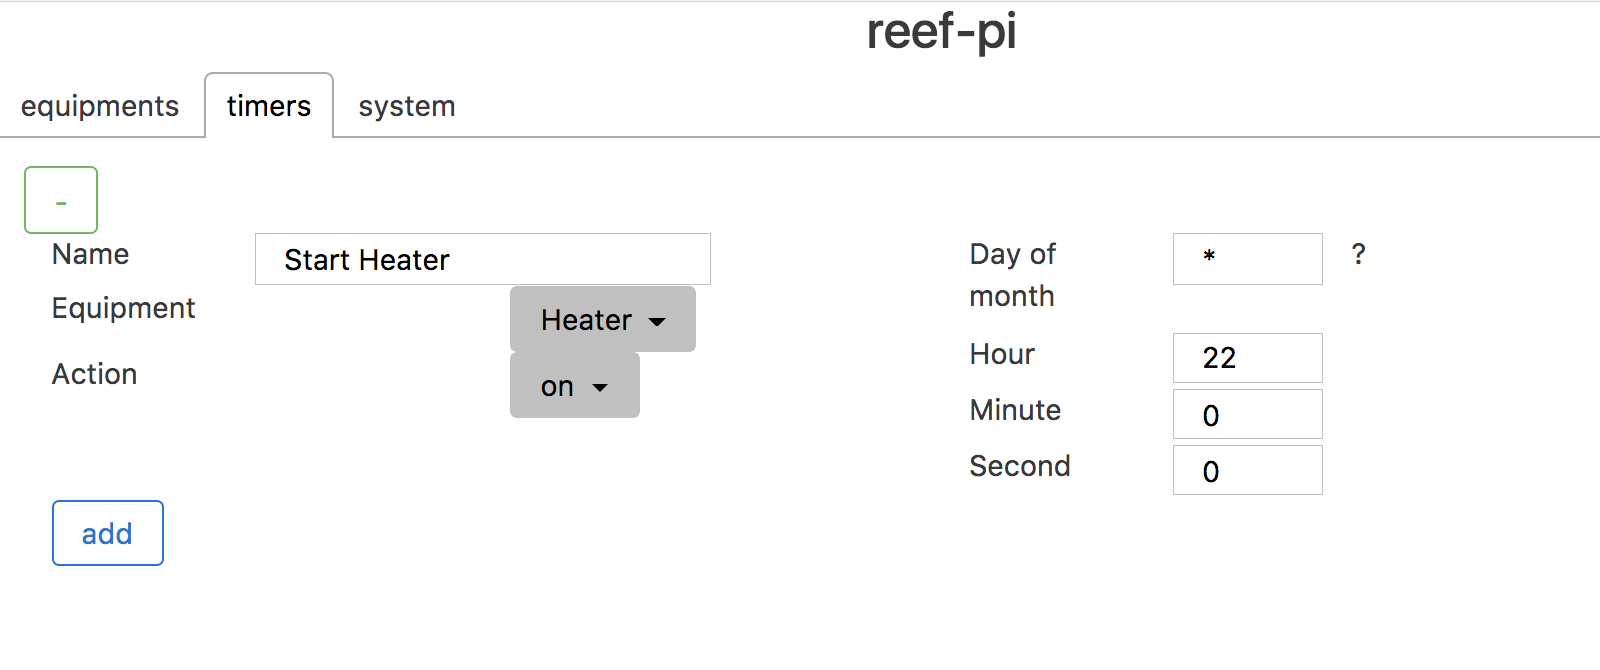 reef-pi
equipments timers system
-
Name Start Heater
Equipment Heater
Action on
Day of month * ?
Hour 22
Minute 0
Second 0
add